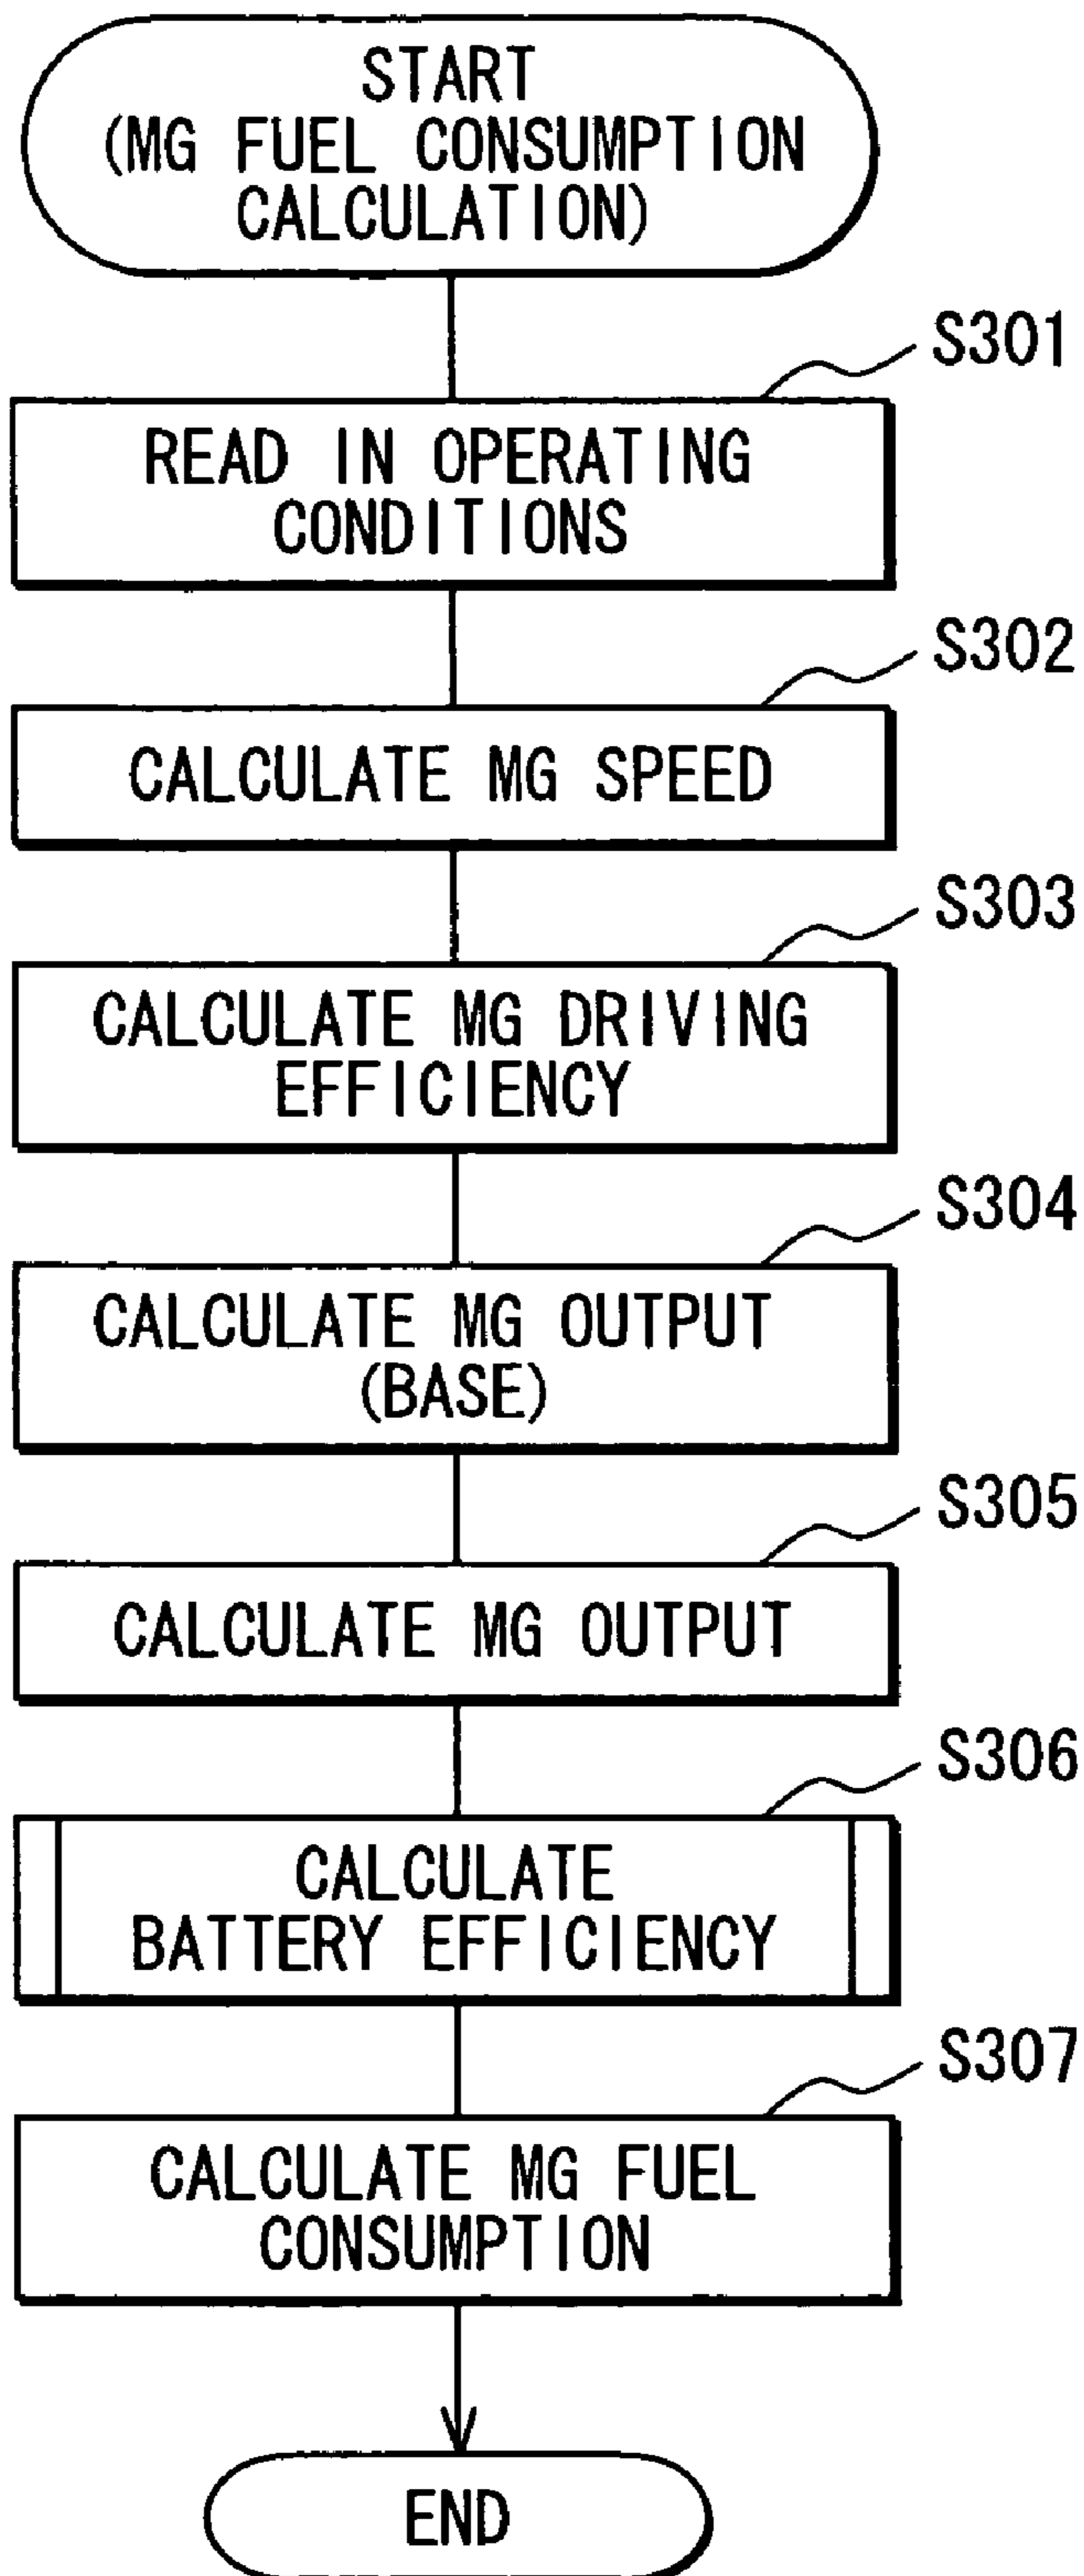 START
(MG FUEL CONSUMPTION
CALCULATION)
S301
READ IN OPERATING
CONDITIONS
S302
CALCULATE MG SPEED
S303
CALCULATE MG DRIVING
EFFICIENCY
S304
CALCULATE MG OUTPUT
(BASE)
S305
CALCULATE MG OUTPUT
S306
CALCULATE
BATTERY EFFICIENCY
S307
CALCULATE MG FUEL
CONSUMPTION
END